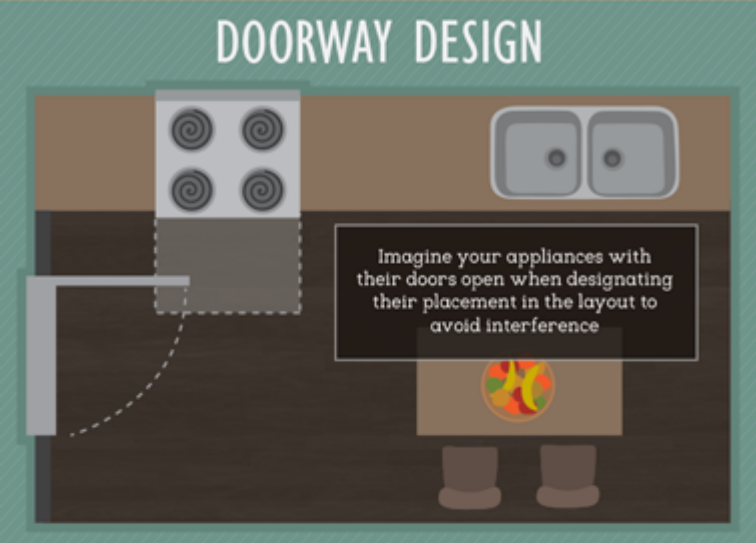 DOORWAY DESIGN
Imagine your appliances with
their doors open when designating
their placement in the layout to
avoid interference